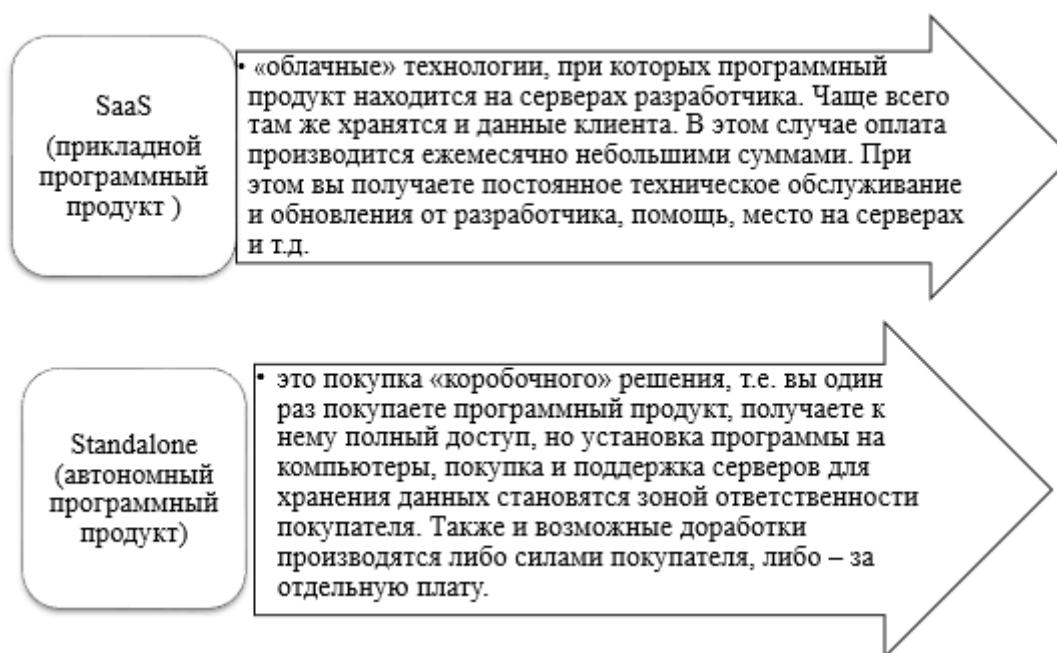 SaaS
(прикладной
программный
продукт )
• «облачные» технологии, при которых программный
продукт находится на серверах разработчика. Чаще всего
там же хранятся и данные клиента. В этом случае оплата
производится ежемесячно небольшими суммами. При
этом вы получаете постоянное техническое обслуживание
и обновления от разработчика, помощь, место на серверах
и т.д.
Standalone
(автономный
программный
продукт)
• это покупка «коробочного» решения, т.е. вы один
раз покупаете программный продукт, получаете к
нему полный доступ, но установка программы на
компьютеры, покупка и поддержка серверов для
хранения данных становятся зоной ответственности
покупателя. Также и возможные доработки
производятся либо силами покупателя, либо – за
отдельную плату.